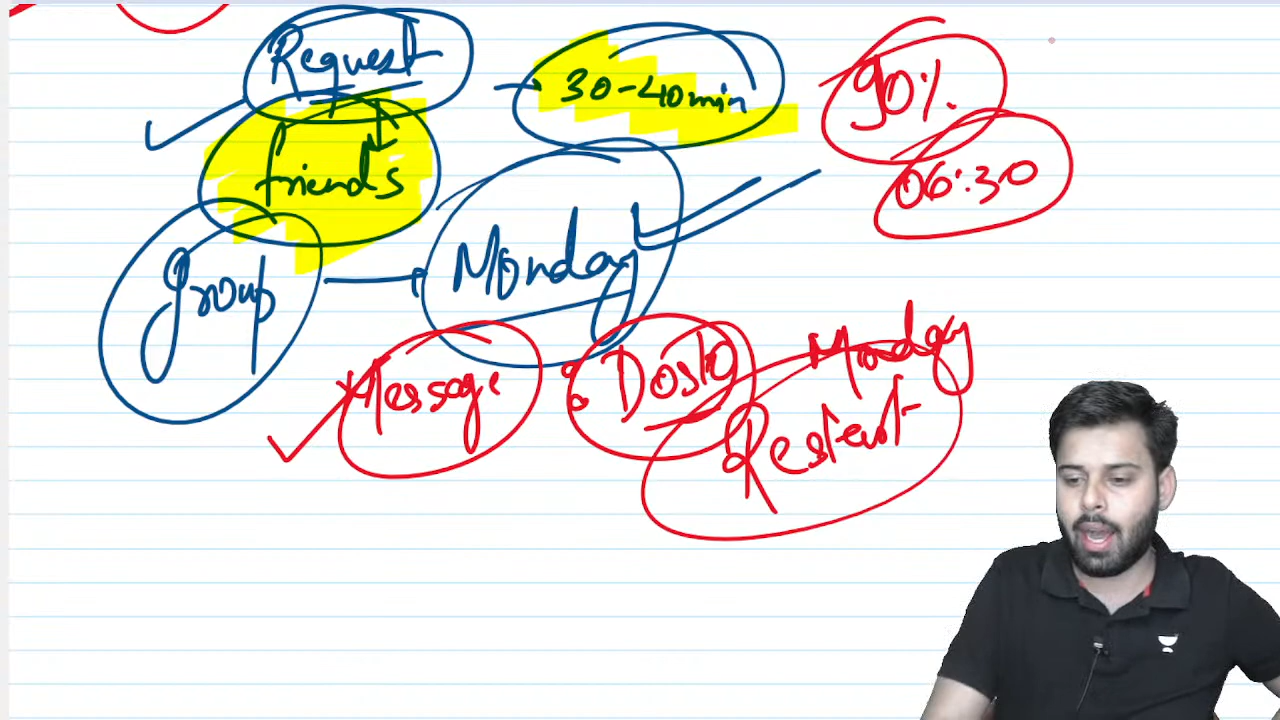 Request → 30-40min 90%
friends 06:30
Group → Monday
Message : Dosto Monday
Restart